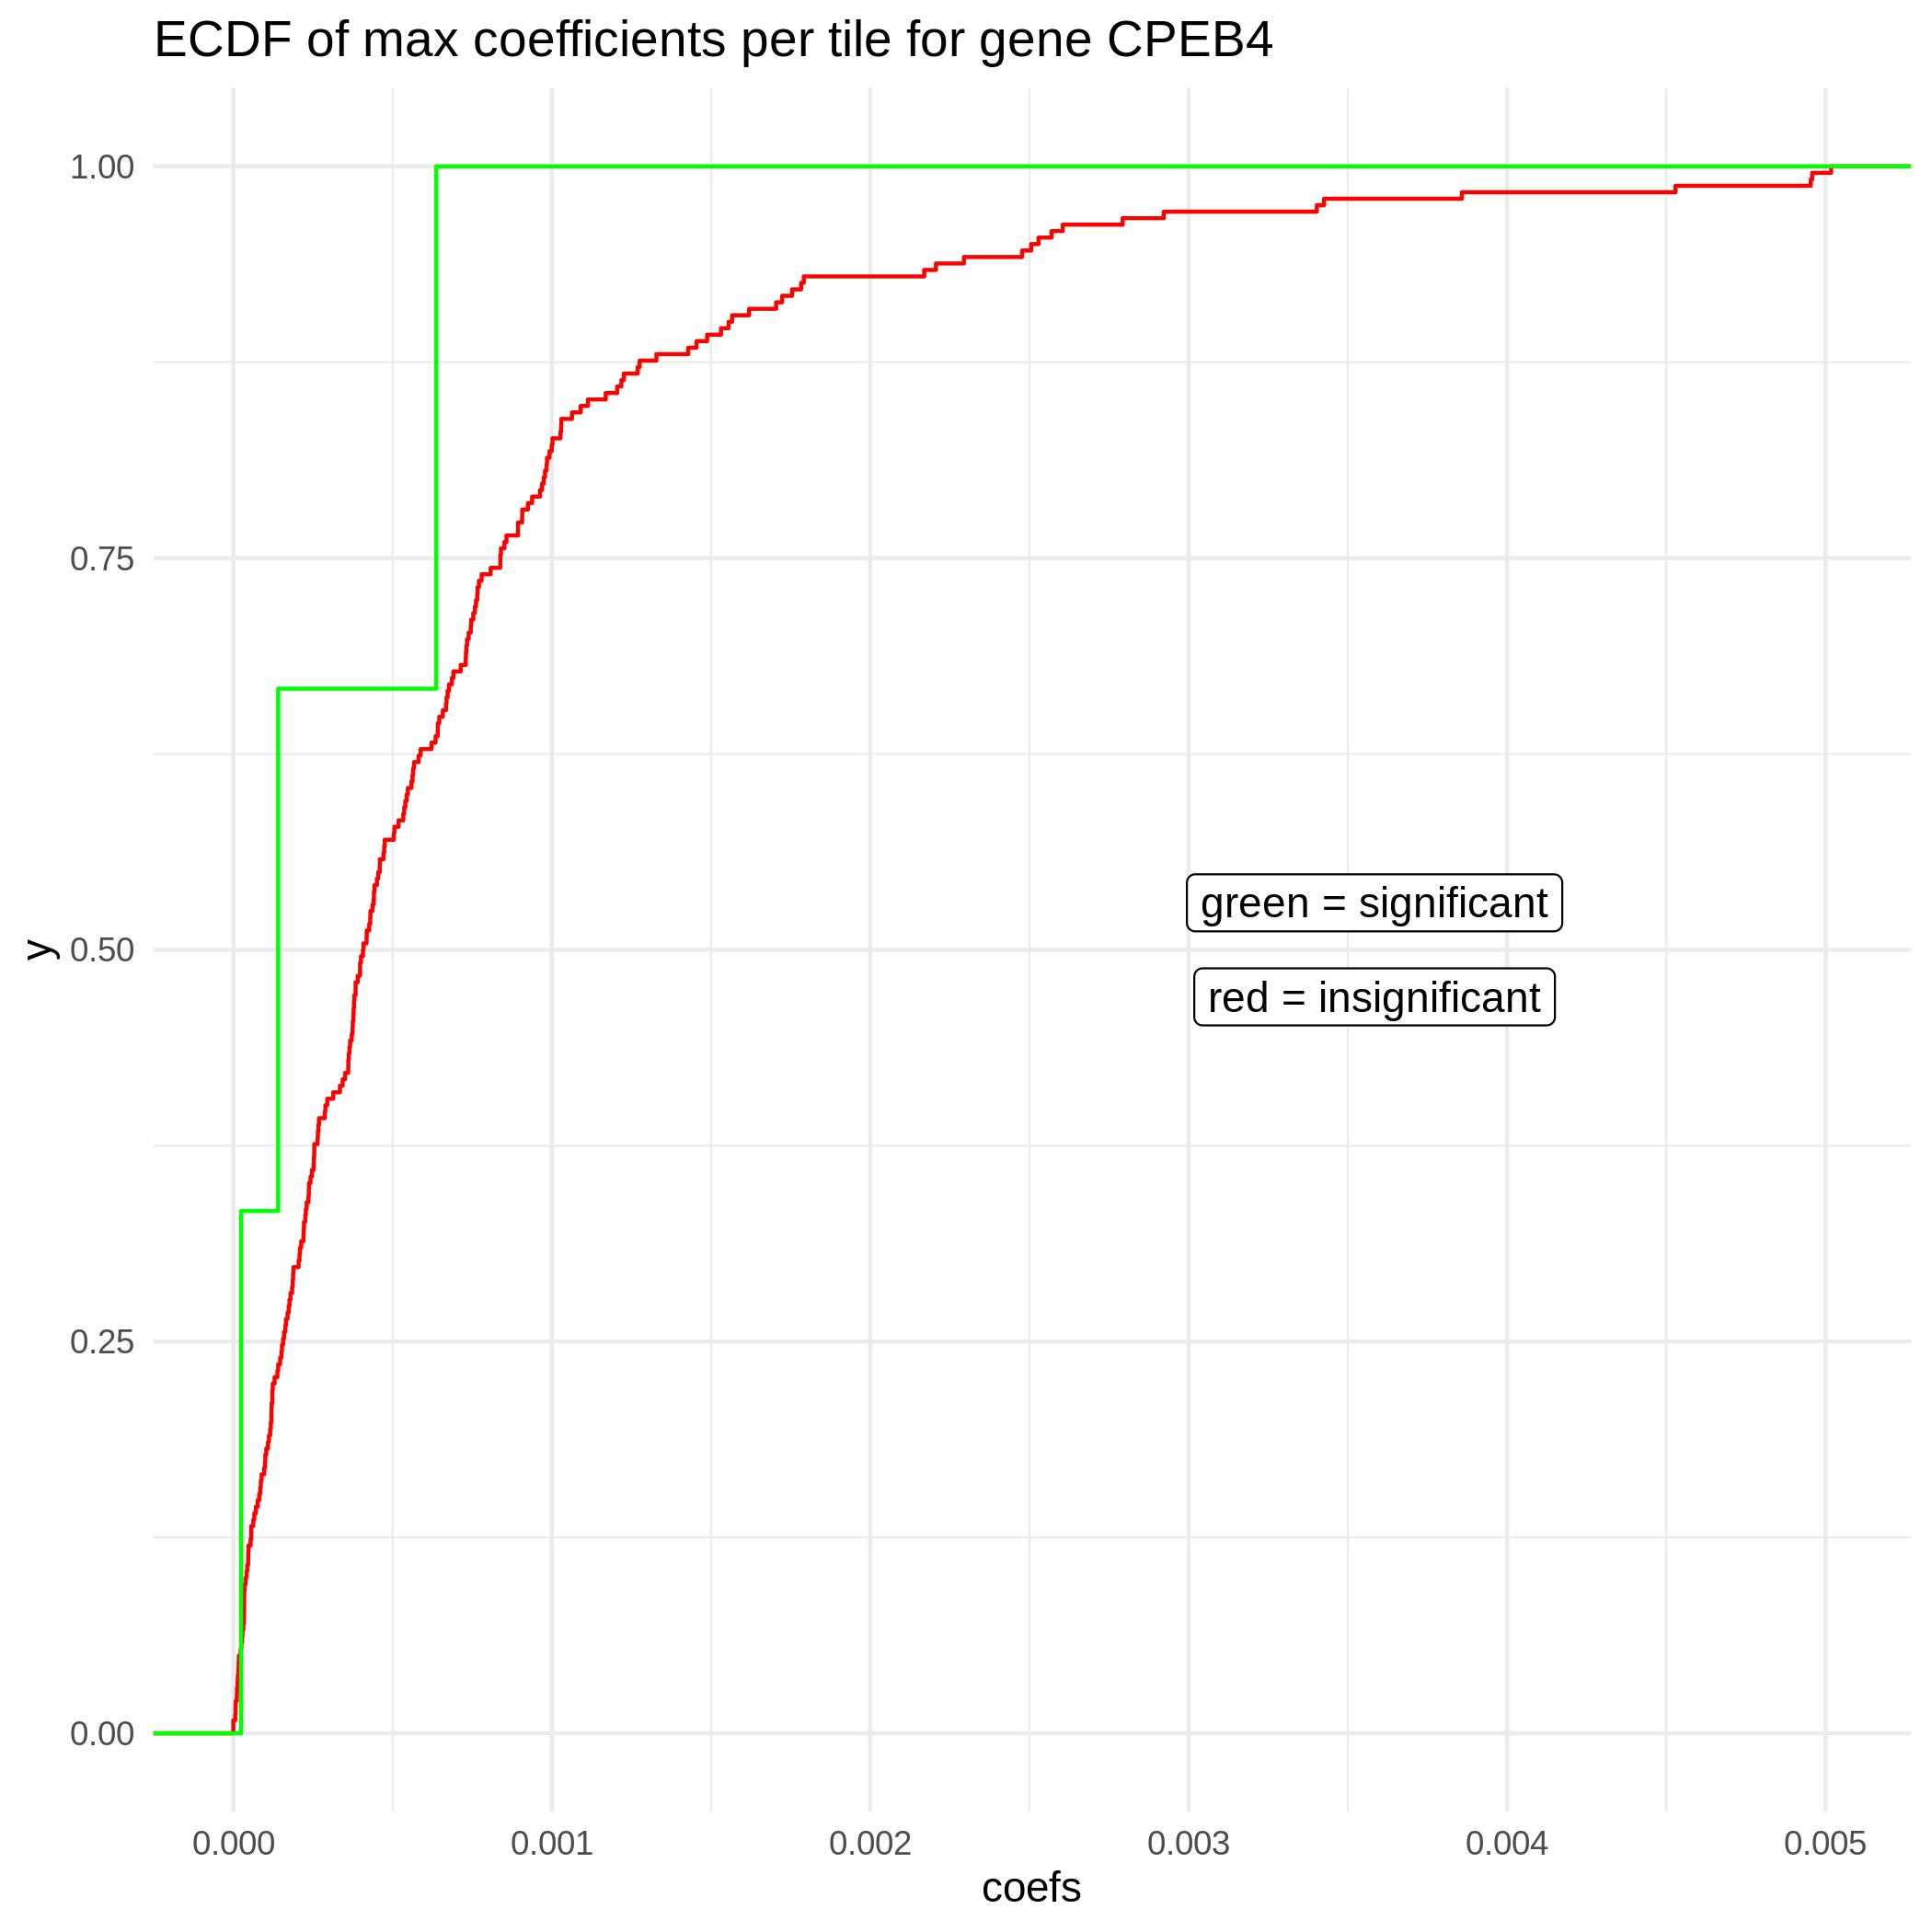 ECDF of max coefficients per tile for gene CPEB4
1.00
0.75
0.50
0.25
0.00
y
green = significant
red = insignificant
0.000 0.001 0.002 0.003 0.004 0.005
coefs